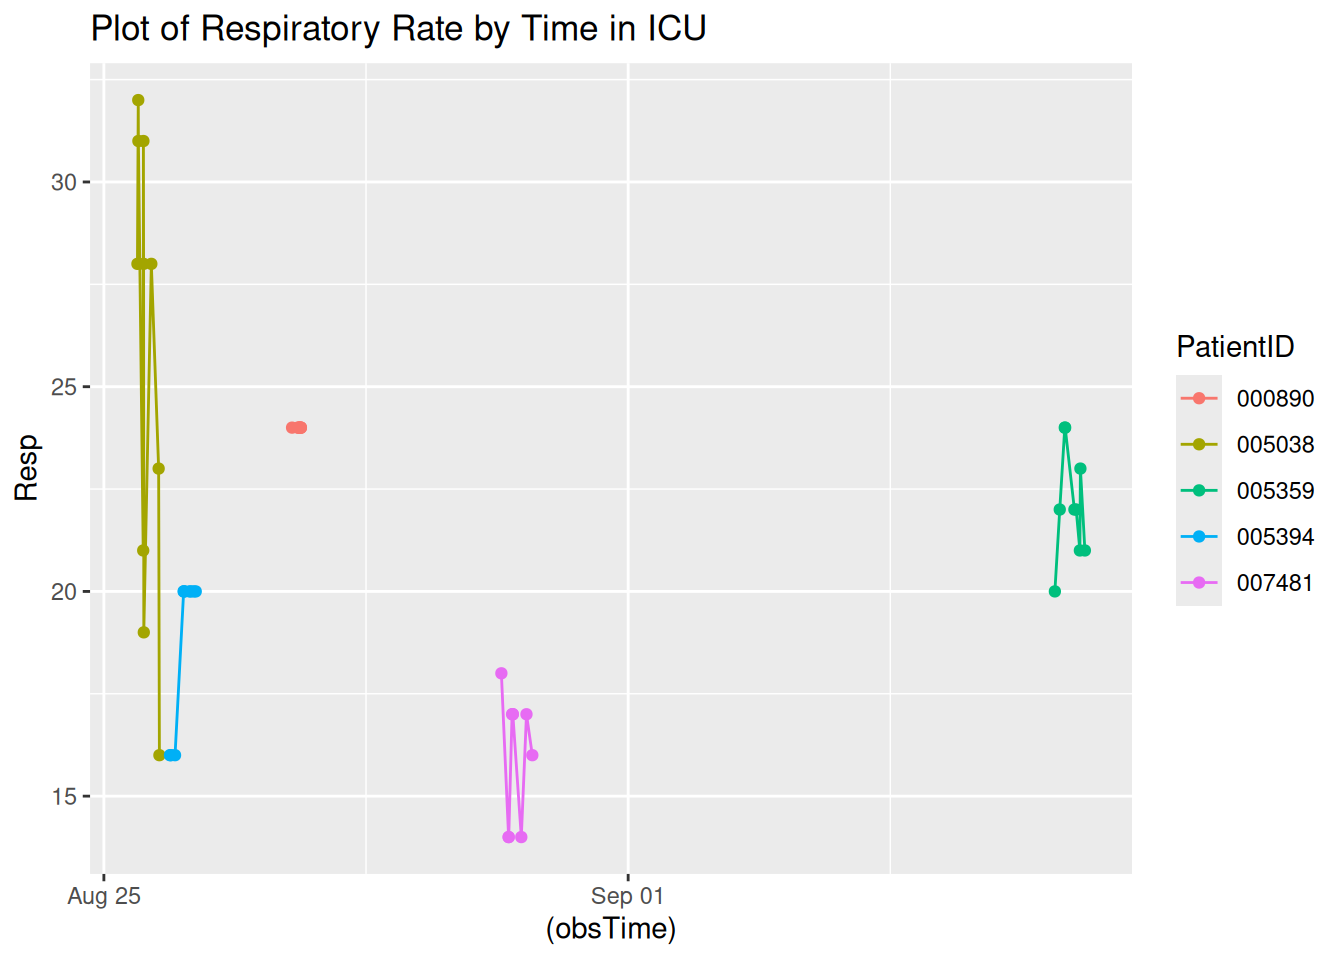 Plot of Respiratory Rate by Time in ICU
30
25
20
15
Resp
Aug 25
Sep 01
(obsTime)
PatientID
000890
005038
005359
005394
007481